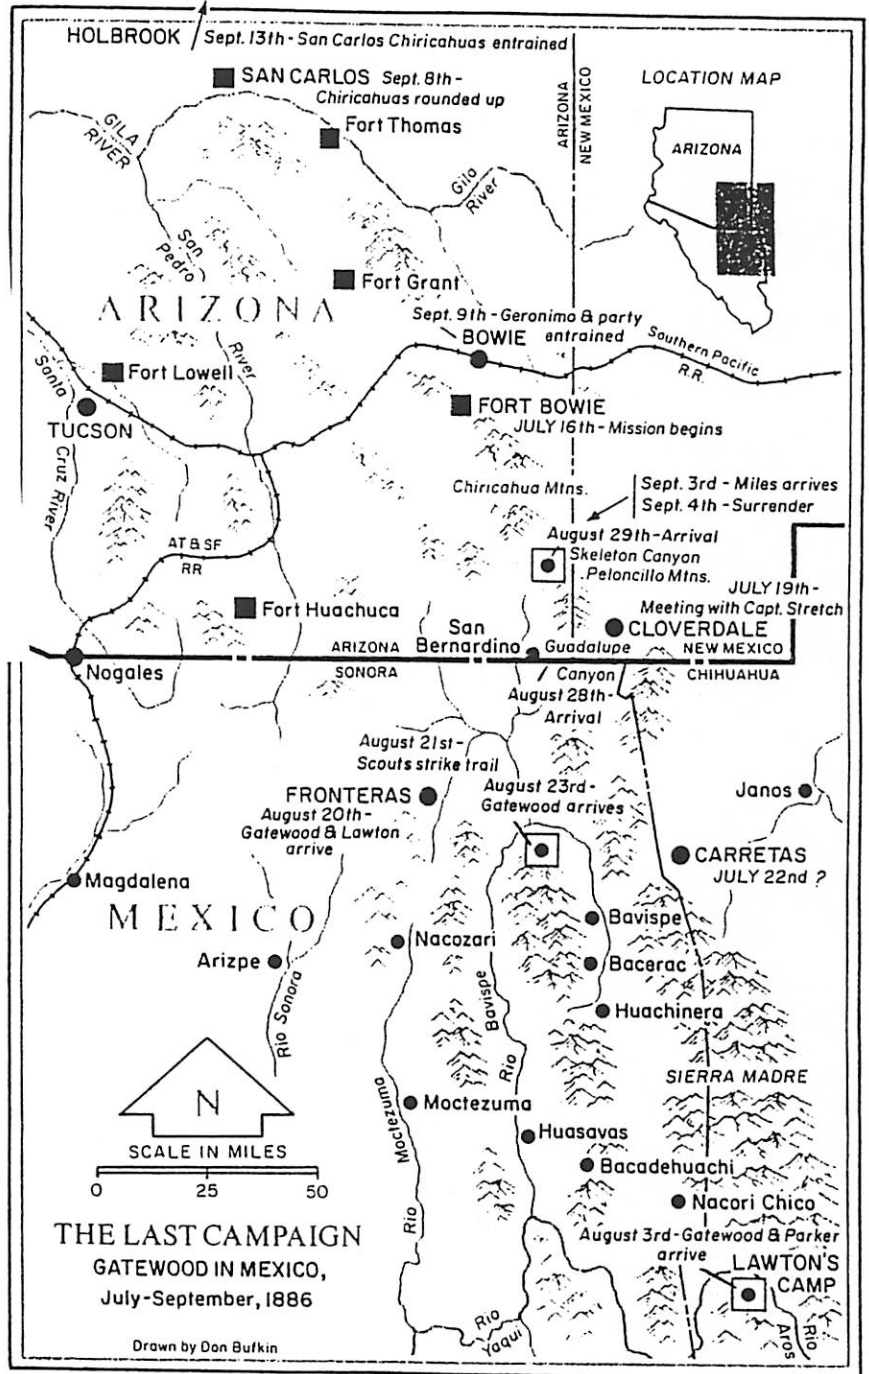 HOLBROOK
Sept. 13th - San Carlos Chiricahuas entrained
SAN CARLOS Sept. 8th -
Chiricahuas rounded up
Fort Thomas
GILA
RIVER
Gila
River
ARIZONA
NEW MEXICO
LOCATION MAP
ARIZONA
San
Pedro
River
Fort Grant
ARIZONA
Sept. 9th - Geronimo & party
entrained
BOWIE
Southern Pacific
R.R.
Fort Lowell
Santa
Cruz River
TUCSON
FORT BOWIE
JULY 16th - Mission begins
Chiricahua Mtns.
Sept. 3rd - Miles arrives
Sept. 4th - Surrender
AT & SF
RR
August 29th-Arrival
Skeleton Canyon
Peloncillo Mtns.
JULY 19th-
Meeting with Capt. Stretch
Fort Huachuca
San
Bernardino
CLOVERDALE
ARIZONA
SONORA
Guadalupe
Canyon
NEW MEXICO
CHIHUAHUA
Nogales
August 28th-
Arrival
August 21st-
Scouts strike trail
FRONTERAS
August 20th-
Gatewood & Lawton
arrive
August 23rd-
Gatewood arrives
Janos
CARRETAS
JULY 22nd ?
Magdalena
MEXICO
Bavispe
Arizpe
Nacozari
Bacerac
Rio Sonora
Bavispe
Rio
Huachinera
SIERRA MADRE
N
Moctezuma
Rio
Moctezuma
SCALE IN MILES
0 25 50
Huasavas
Bacadehuachi
Nacori Chico
THE LAST CAMPAIGN
GATEWOOD IN MEXICO,
July-September, 1886
August 3rd-Gatewood & Parker
arrive
LAWTON'S
CAMP
Rio
Yaqui
Rio
Aros
Drawn by Don Bufkin